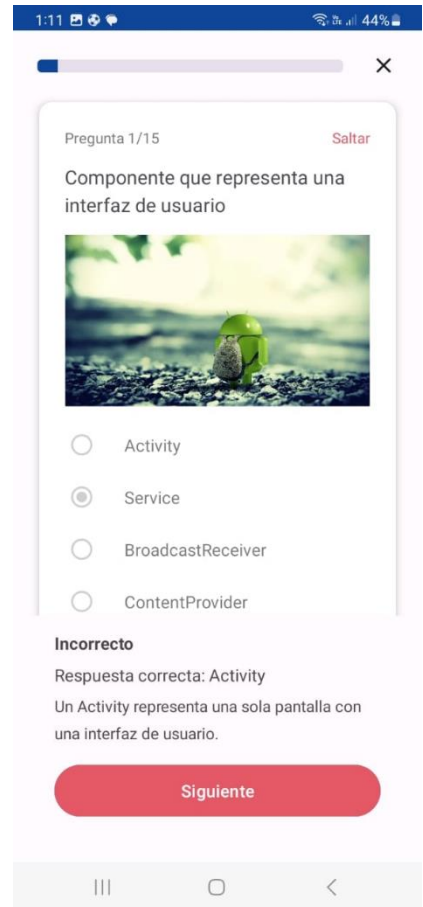 1:11 44%
Pregunta 1/15 Saltar
Componente que representa una
interfaz de usuario
Activity
Service
BroadcastReceiver
ContentProvider
Incorrecto
Respuesta correcta: Activity
Un Activity representa una sola pantalla con
una interfaz de usuario.
Siguiente